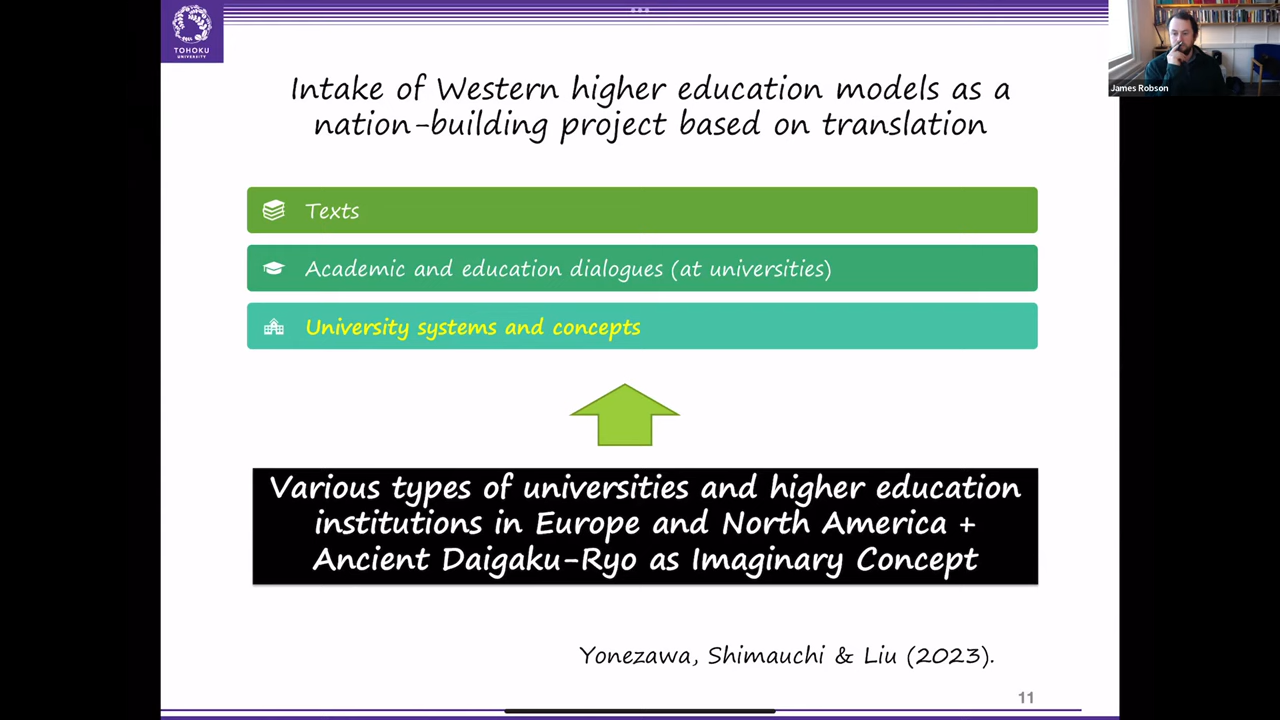 TOHOKU
UNIVERSITY
James Robson
Intake of Western higher education models as a
nation-building project based on translation
Texts
Academic and education dialogues (at universities)
University systems and concepts
Various types of universities and higher education
institutions in Europe and North America +
Ancient Daigaku-Ryo as Imaginary Concept
Yonezawa, Shimauchi & Liu (2023).
11